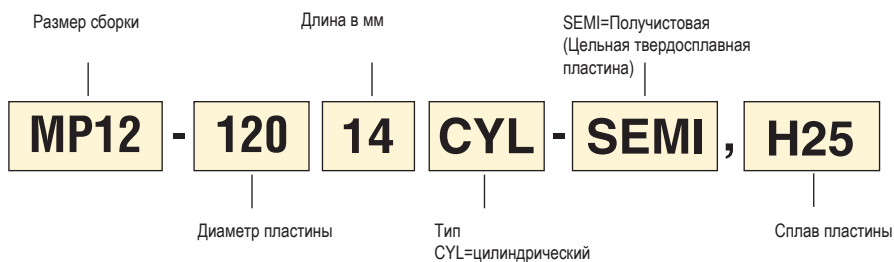 Размер сборки
Длина в мм
SEMI=Получистовая
(Цельная твердосплавная
пластина)
MP12 - 120 14 CYL - SEMI , H25
Диаметр пластины
Тип
CYL=цилиндрический
Сплав пластины